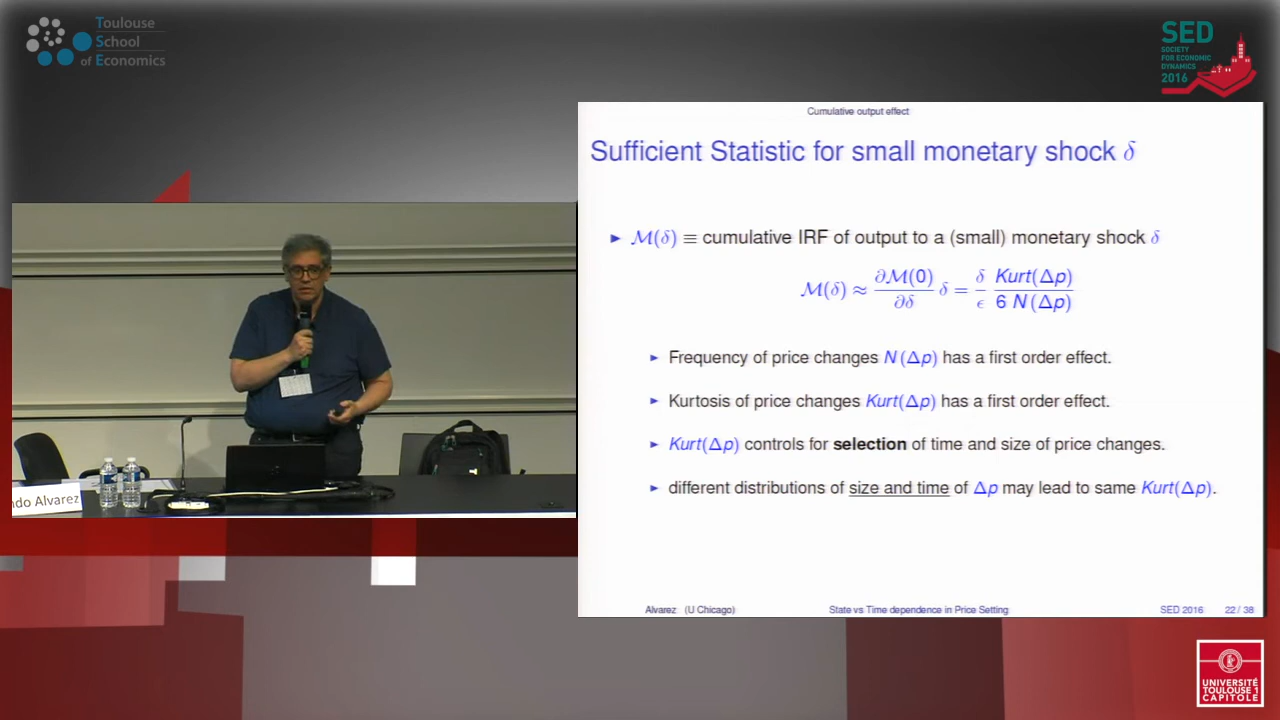 Toulouse
School
of Economics
SED
SOCIETY
FOR ECONOMIC
DYNAMICS
2016
Cumulative output effect
Sufficient Statistic for small monetary shock δ
► ℳ(δ) ≡ cumulative IRF of output to a (small) monetary shock δ
ℳ(δ) ≈ ∂ℳ(0)/∂δ δ = δ/ϵ Kurt(Δp)/6 N(Δp)
► Frequency of price changes N(Δp) has a first order effect.
► Kurtosis of price changes Kurt(Δp) has a first order effect.
► Kurt(Δp) controls for selection of time and size of price changes.
► different distributions of size and time of Δp may lead to same Kurt(Δp).
ndo Alvarez
Alvarez (U Chicago) State vs Time dependence in Price Setting SED 2016 22 / 38
UNIVERSITÉ
TOULOUSE 1
CAPITOLE